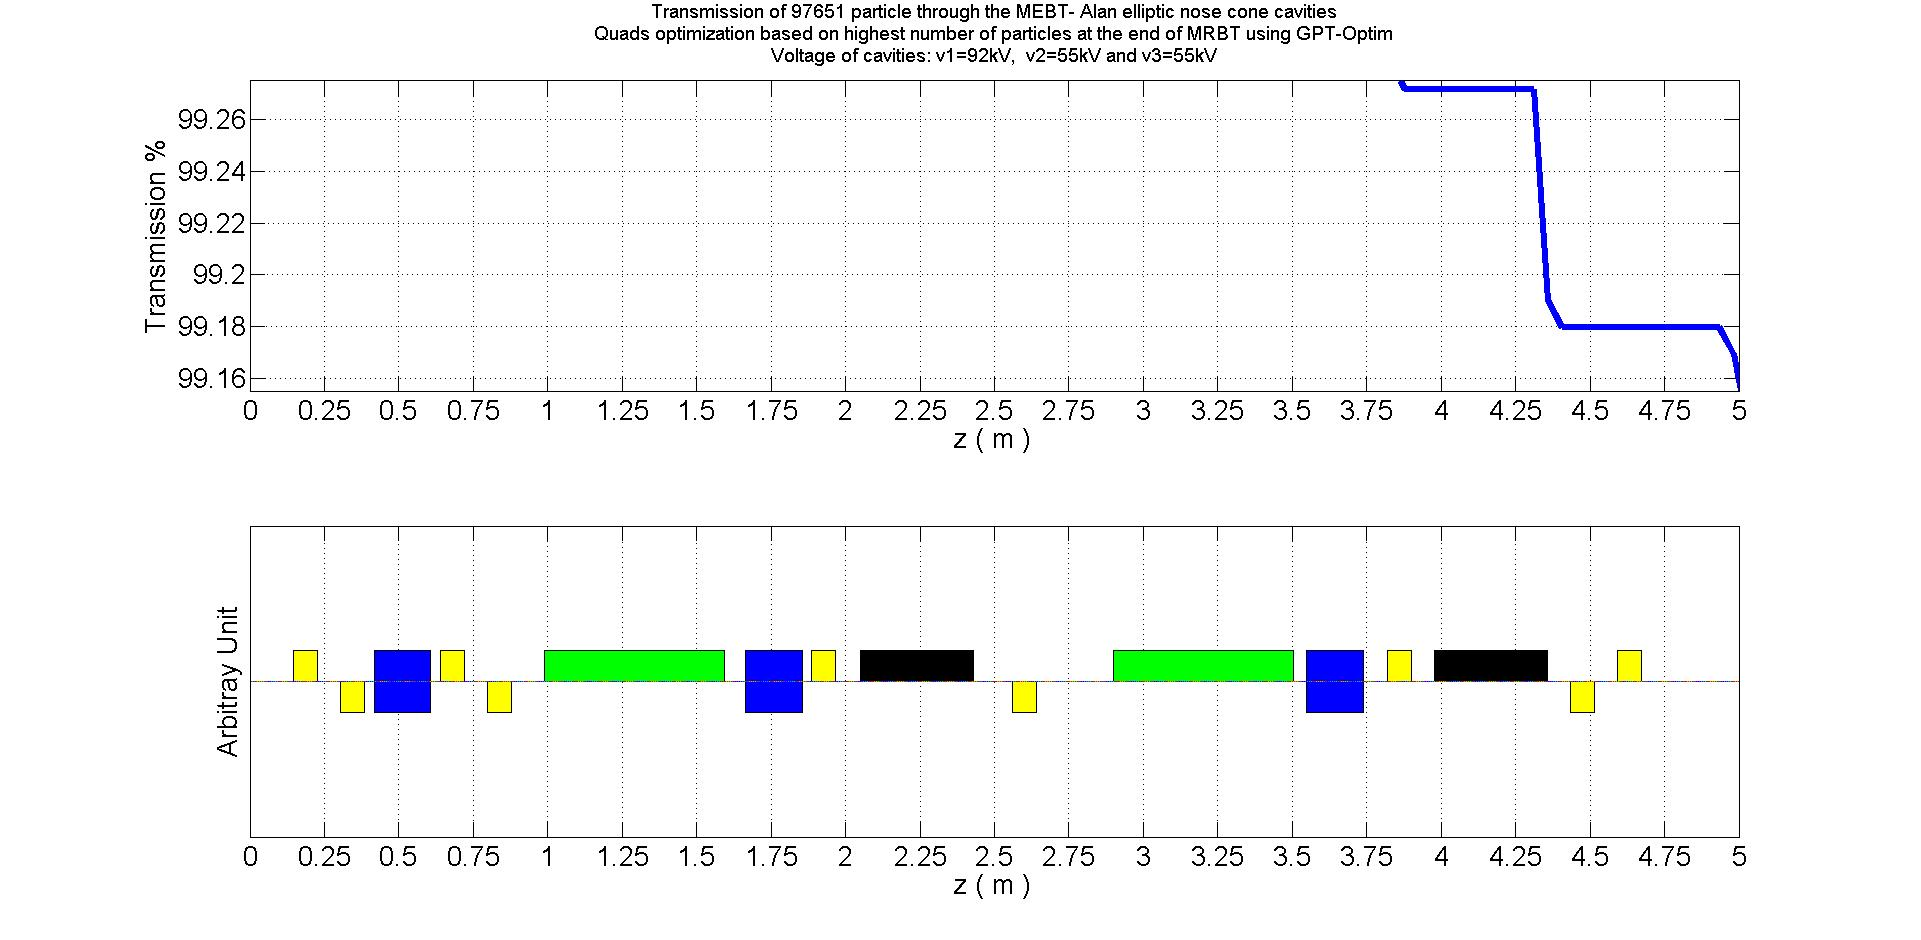 Transmission of 97651 particle through the MEBT- Alan elliptic nose cone cavities
Quads optimization based on highest number of particles at the end of MRBT using GPT-Optim
Voltage of cavities: v1=92kV, v2=55kV and v3=55kV
Transmission %
99.26
99.24
99.22
99.2
99.18
99.16
0 0.25 0.5 0.75 1 1.25 1.5 1.75 2 2.25 2.5 2.75 3 3.25 3.5 3.75 4 4.25 4.5 4.75 5
z ( m )
Arbitray Unit
0 0.25 0.5 0.75 1 1.25 1.5 1.75 2 2.25 2.5 2.75 3 3.25 3.5 3.75 4 4.25 4.5 4.75 5
z ( m )